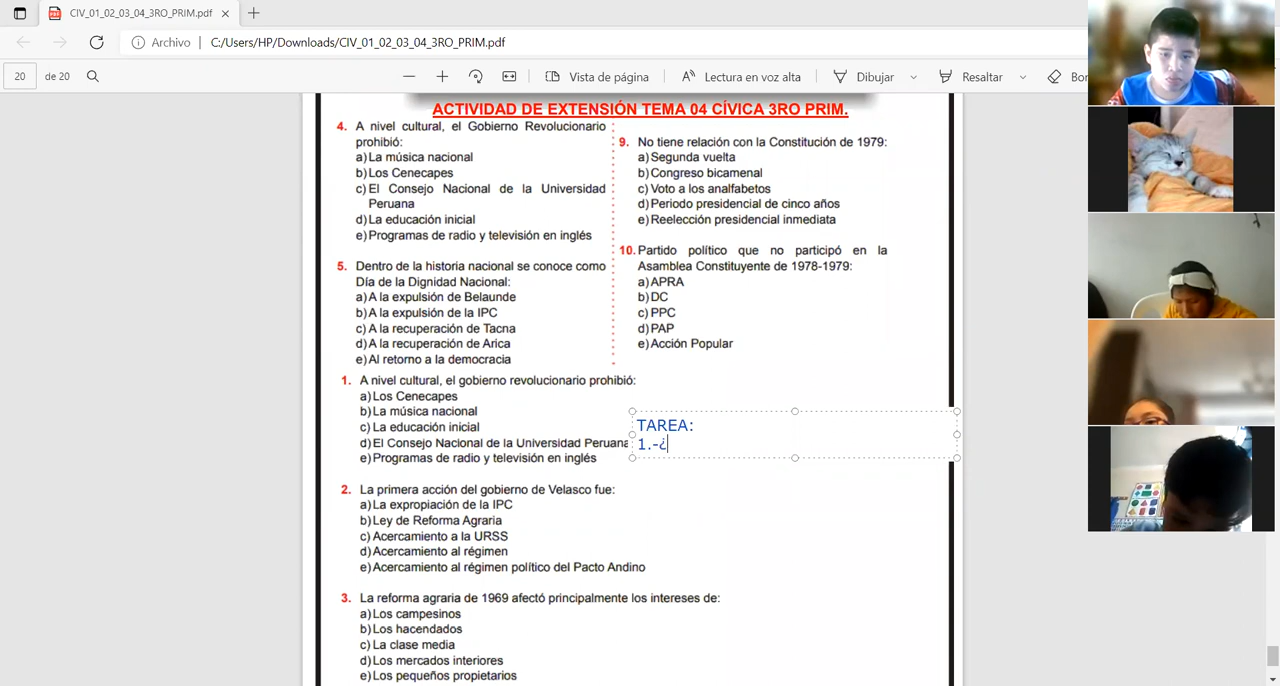 CIV_01_02_03_04_3RO_PRIM.pdf
Archivo | C:/Users/HP/Downloads/CIV_01_02_03_04_3RO_PRIM.pdf
20 de 20
Vista de página
Lectura en voz alta
Dibujar
Resaltar
ACTIVIDAD DE EXTENSIÓN TEMA 04 CÍVICA 3RO PRIM.
4. A nivel cultural, el Gobierno Revolucionario
prohibió:
a) La música nacional
b) Los Cenecapes
c) El Consejo Nacional de la Universidad
Peruana
d) La educación inicial
e) Programas de radio y televisión en inglés
5. Dentro de la historia nacional se conoce como
Día de la Dignidad Nacional:
a) A la expulsión de Belaunde
b) A la expulsión de la IPC
c) A la recuperación de Tacna
d) A la recuperación de Arica
e) Al retorno a la democracia
9. No tiene relación con la Constitución de 1979:
a) Segunda vuelta
b) Congreso bicamenal
c) Voto a los analfabetos
d) Periodo presidencial de cinco años
e) Reelección presidencial inmediata
10. Partido político que no participó en la
Asamblea Constituyente de 1978-1979:
a) APRA
b) DC
c) PPC
d) PAP
e) Acción Popular
1. A nivel cultural, el gobierno revolucionario prohibió:
a) Los Cenecapes
b) La música nacional
c) La educación inicial
d) El Consejo Nacional de la Universidad Peruana
e) Programas de radio y televisión en inglés
TAREA:
1.-¿
2. La primera acción del gobierno de Velasco fue:
a) La expropiación de la IPC
b) Ley de Reforma Agraria
c) Acercamiento a la URSS
d) Acercamiento al régimen
e) Acercamiento al régimen político del Pacto Andino
3. La reforma agraria de 1969 afectó principalmente los intereses de:
a) Los campesinos
b) Los hacendados
c) La clase media
d) Los mercados interiores
e) Los pequeños propietarios